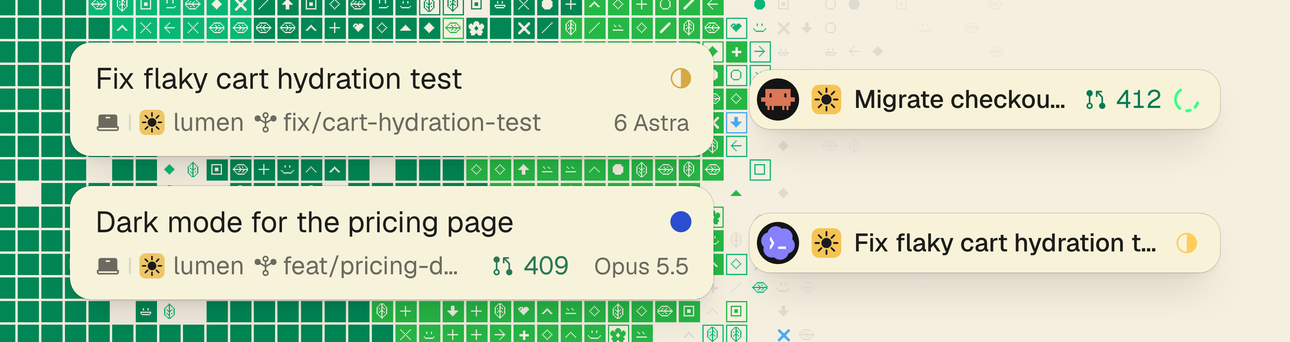 Fix flaky cart hydration test
lumen fix/cart-hydration-test 6 Astra
Migrate checkou... 412
Dark mode for the pricing page
lumen feat/pricing-d... 409 Opus 5.5
Fix flaky cart hydration t...